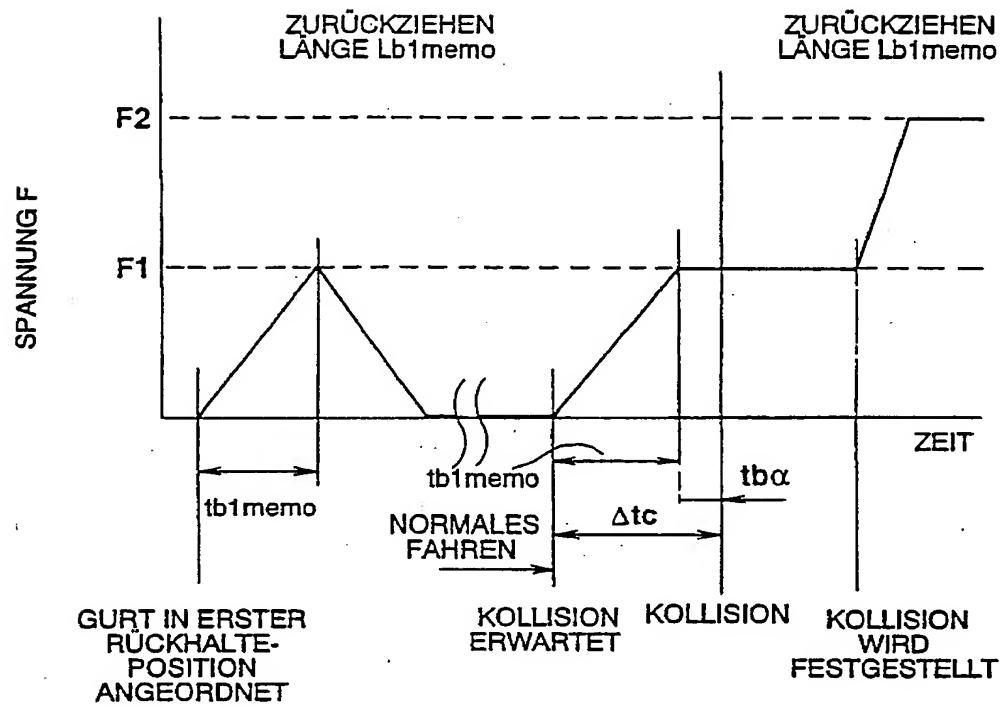 ZURÜCKZIEHEN
LÄNGE Lb1memo
ZURÜCKZIEHEN
LÄNGE Lb1memo
F2
SPANNUNG F
F1
ZEIT
tb1memo
tb1memo
tbα
Δtc
NORMALES
FAHREN
GURT IN ERSTER
RÜCKHALTE-
POSITION
ANGEORDNET
KOLLISION
ERWARTET
KOLLISION
KOLLISION
WIRD
FESTGESTELLT